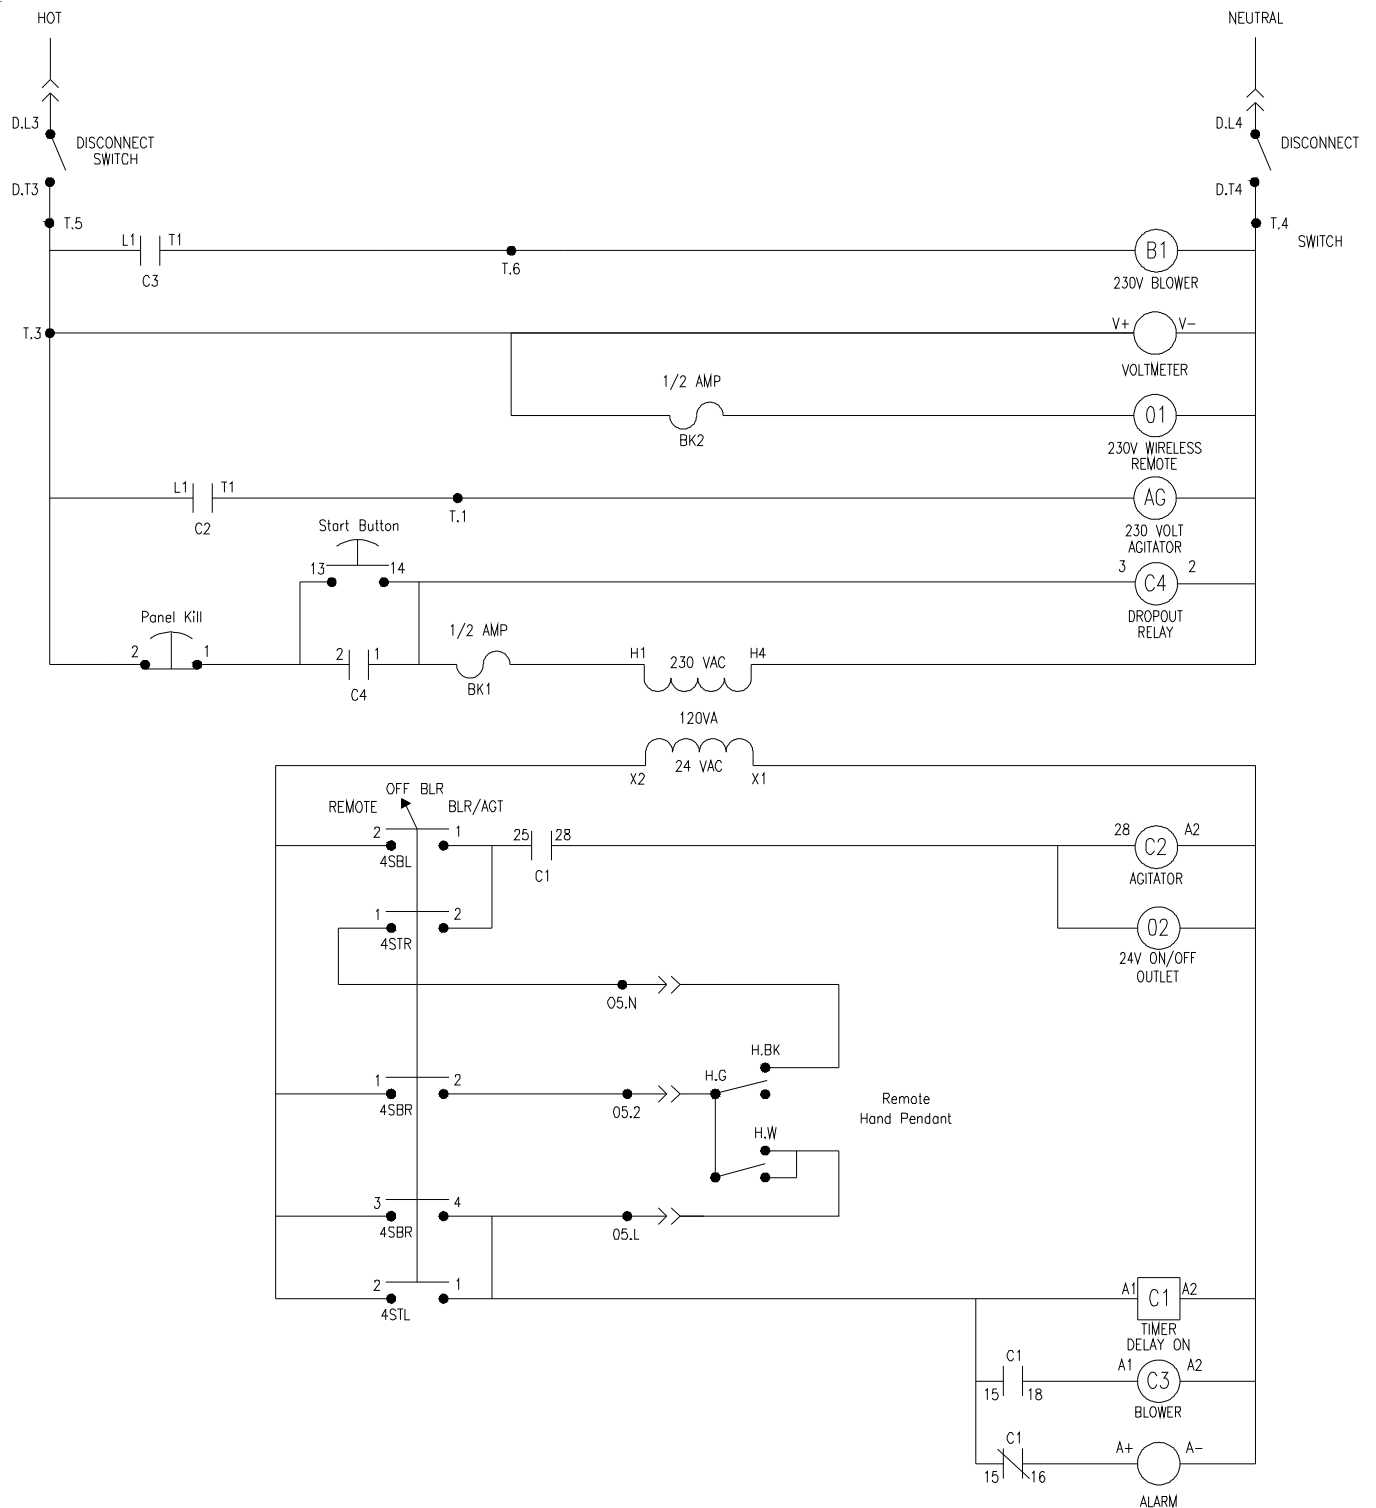 HOT
NEUTRAL
D.L3
DISCONNECT
SWITCH
D.T3
T.5
D.L4
DISCONNECT
D.T4
T.4
SWITCH
L1 T1
C3
T.6
B1
230V BLOWER
T.3
V+ V-
VOLTMETER
1/2 AMP
BK2
O1
230V WIRELESS
REMOTE
L1 T1
C2
T.1
AG
230 VOLT
AGITATOR
Start Button
13 14
3 2
C4
DROPOUT
RELAY
Panel Kill
2 1
2 1
C4
1/2 AMP
BK1
H1 230 VAC H4
120VA
X2 24 VAC X1
OFF BLR
REMOTE BLR/AGT
2 1
4SBL
25 28
C1
28 A2
C2
AGITATOR
1 2
4STR
O2
24V ON/OFF
OUTLET
O5.N
H.BK
H.G
1 2
4SBR
O5.2
Remote
Hand Pendant
H.W
3 4
4SBR
O5.L
2 1
4STL
A1 A2
C1
TIMER
DELAY ON
C1
15 18
A1 A2
C3
BLOWER
C1
15 16
A+ A-
ALARM